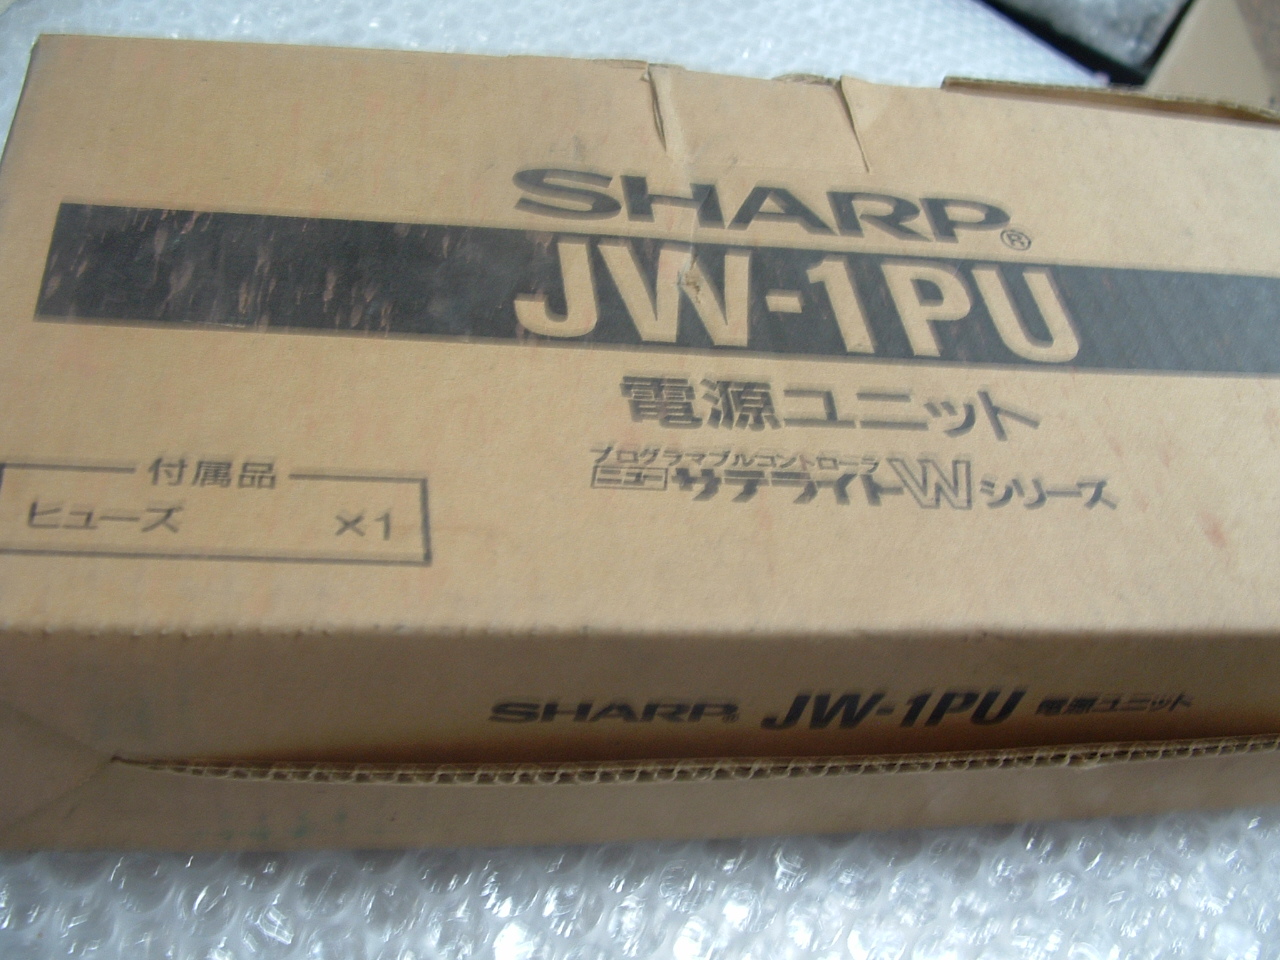 SHARP®
JW-1PU
電源ユニット
プログラマブルコントローラ
ニューサテライトWシリーズ
付属品
ヒューズ ×1
SHARP® JW-1PU 電源ユニット